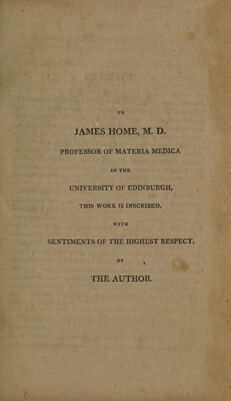 TO
JAMES HOME, M. D.
PROFESSOR OF MATERIA MEDICA
IN THE
UNIVERSITY OF EDINBURGH,
THIS WORK IS INSCRIBED,
WITH
SENTIMENTS OF THE HIGHEST RESPECT,
BY
THE AUTHOR.